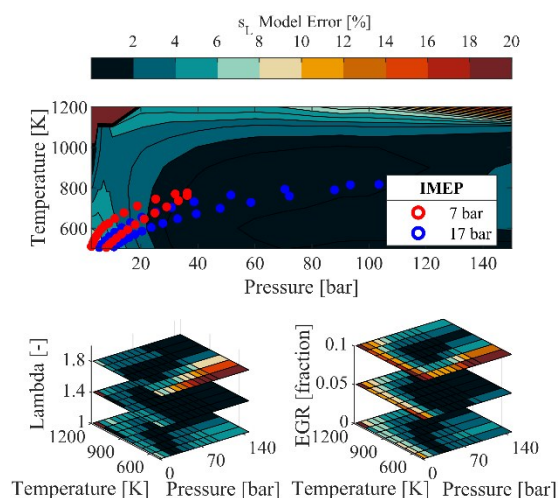 s_L Model Error [%]
2 4 6 8 10 12 14 16 18 20
Temperature [K]
1200
1000
800
600
IMEP
7 bar
17 bar
20 40 60 80 100 120 140
Pressure [bar]
Lambda [-]
1.8
1.4
1
1200
900
600
0
70
140
Temperature [K]
Pressure [bar]
EGR [fraction]
0.1
0.05
0
1200
900
600
0
70
140
Temperature [K]
Pressure [bar]